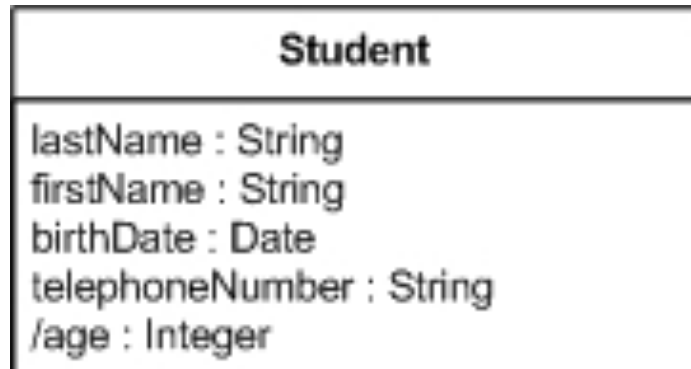 Student
lastName : String
firstName : String
birthDate : Date
telephoneNumber : String
/age : Integer